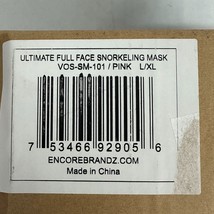 ULTIMATE FULL FACE SNORKELING MASK
VOS-SM-101 / PINK L/XL
7 53466 92905 6
ENCOREBRANDZ.COM
Made in China